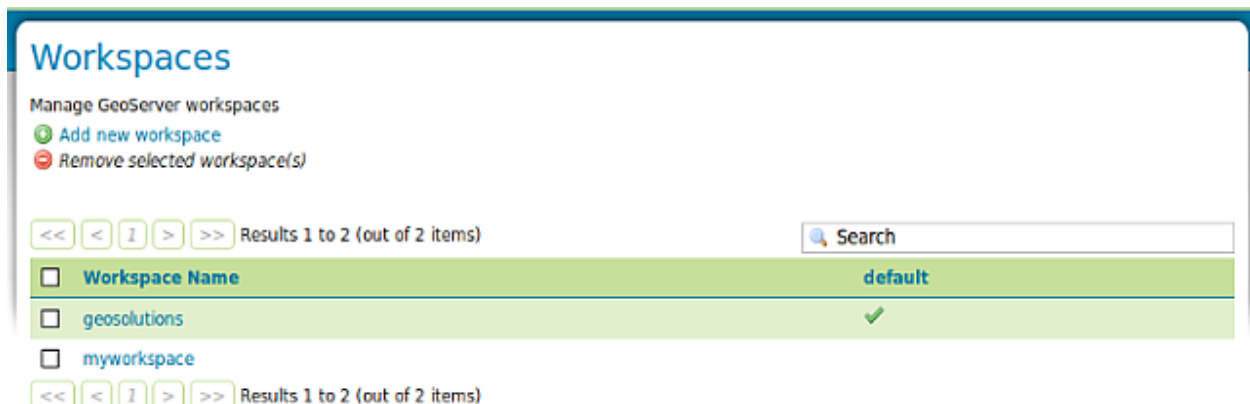 Workspaces
Manage GeoServer workspaces
Add new workspace
Remove selected workspace(s)
<< < 1 > >> Results 1 to 2 (out of 2 items) Search
Workspace Name default
geosolutions
myworkspace
<< < 1 > >> Results 1 to 2 (out of 2 items)